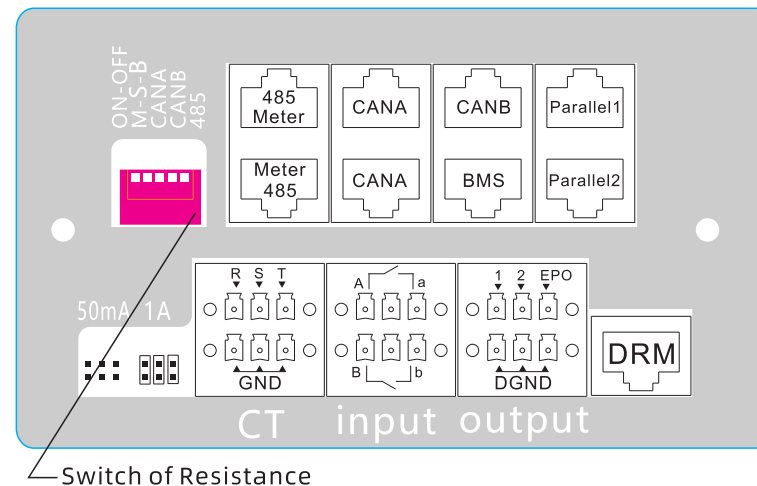 ON-OFF
M-S-B
CANA
CANB
485
485
Meter
CANA
CANB
Parallel1
Meter
485
CANA
BMS
Parallel2
R S T
A a
1 2 EPO
50mA 1A
GND
B b
DGND
DRM
CT input output
Switch of Resistance